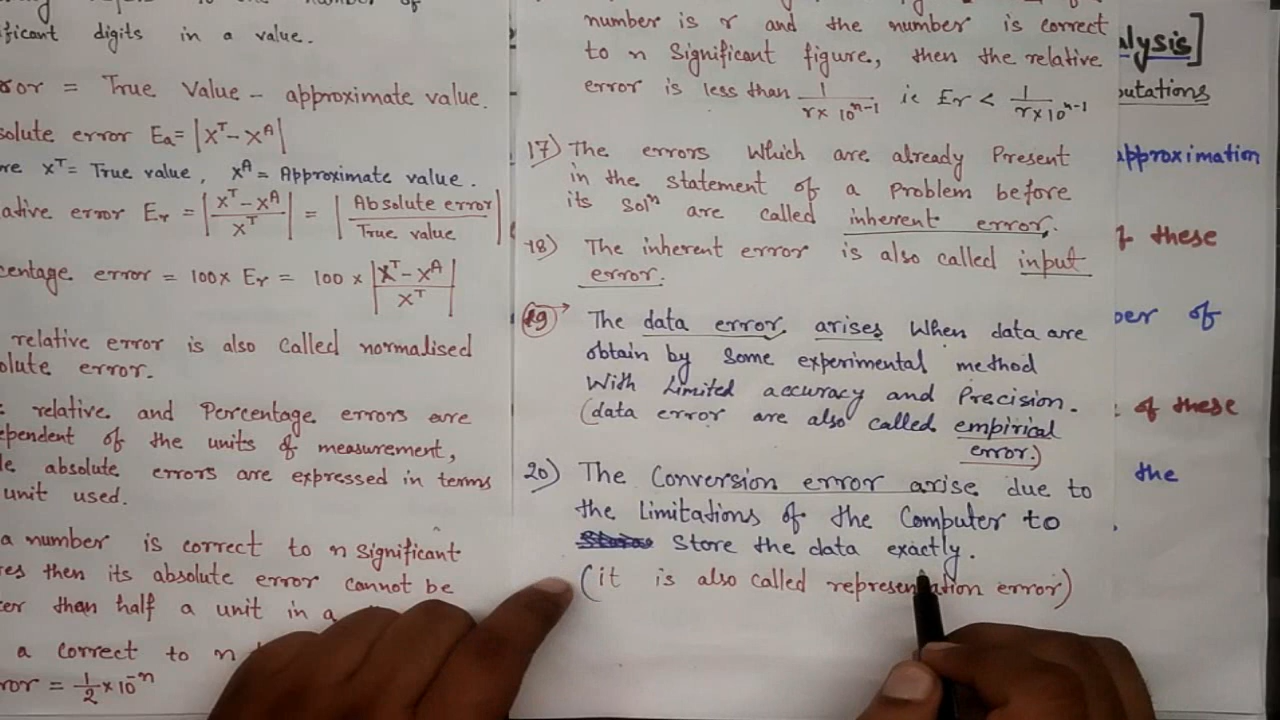 ficant digits in a value.
ror = True Value - approximate value.
solute error Ea = |X^T - X^A|
re X^T = True value, X^A = Approximate value.
ative error Er = |X^T - X^A / X^T| = |Absolute error / True value|
centage error = 100 x Er = 100 x |X^T - X^A / X^T|
relative error is also called normalised
olute error.
relative and Percentage errors are
ependent of the units of measurement,
le absolute errors are expressed in terms
unit used.
a number is correct to n significant
res then its absolute error cannot be
ter than half a unit in a
a correct to n
ror = 1/2 x 10^-n
number is r and the number is correct
to n Significant figure, then the relative
error is less than 1/(r x 10^n-1) ie Er < 1/(r x 10^n-1)
17) The errors Which are already Present
in the statement of a Problem before
its Sol^n are called inherent error.
18) The inherent error is also called input
error.
19 The data error, arises When data are
obtain by Some experimental method
With Limited accuracy and Precision.
(data error are also called empirical
error.)
20) The Conversion error arise due to
the Limitations of the Computer to
Store the data exactly.
(it is also called representation error)
alysis]
putations
approximation
f these
ber of
of these
the